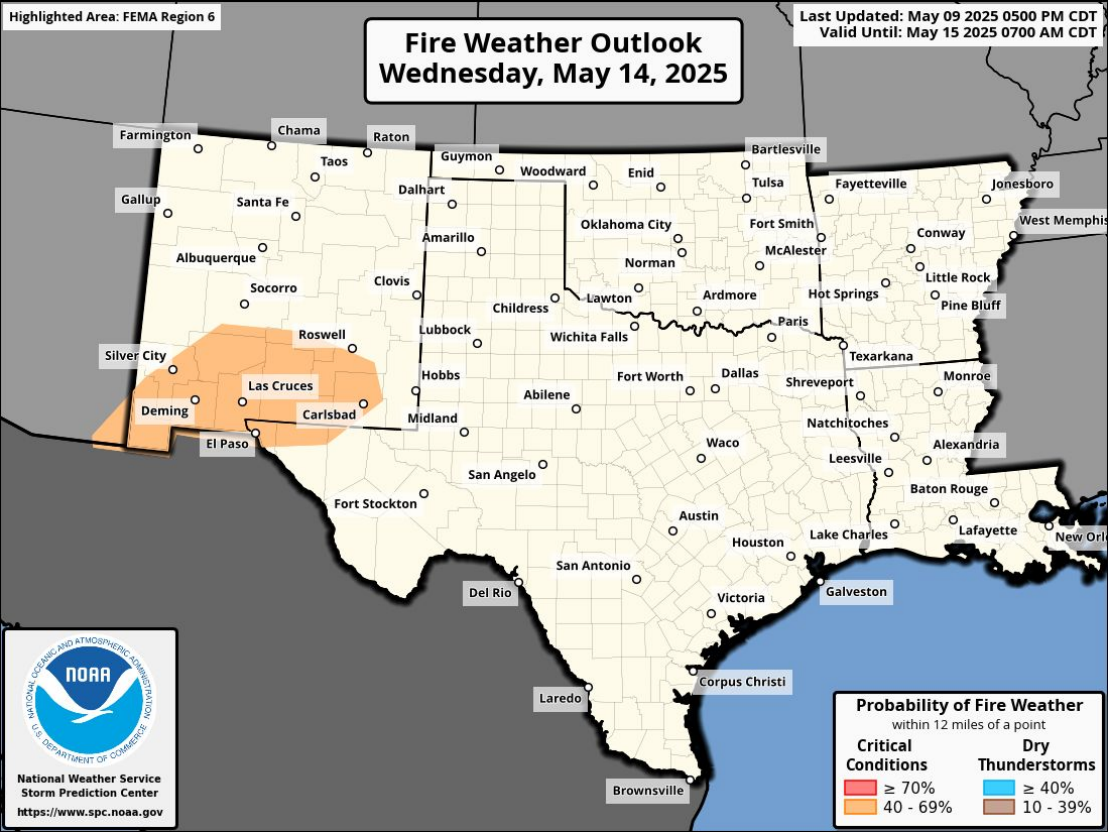 Highlighted Area: FEMA Region 6
Fire Weather Outlook
Wednesday, May 14, 2025
Last Updated: May 09 2025 0500 PM CDT
Valid Until: May 15 2025 0700 AM CDT
Farmington
Chama
Raton
Taos
Guymon
Woodward
Enid
Bartlesville
Tulsa
Fayetteville
Jonesboro
Gallup
Santa Fe
Dalhart
West Memphis
Amarillo
Oklahoma City
Fort Smith
Conway
Albuquerque
Norman
McAlester
Little Rock
Socorro
Clovis
Childress
Lawton
Ardmore
Hot Springs
Pine Bluff
Roswell
Lubbock
Wichita Falls
Paris
Silver City
Texarkana
Las Cruces
Hobbs
Fort Worth
Dallas
Shreveport
Monroe
Deming
Carlsbad
Midland
Abilene
Natchitoches
El Paso
Waco
Leesville
Alexandria
San Angelo
Baton Rouge
Fort Stockton
Austin
Houston
Lake Charles
Lafayette
New Orl
San Antonio
Del Rio
Victoria
Galveston
Laredo
Corpus Christi
Brownsville
NATIONAL OCEANIC AND ATMOSPHERIC ADMINISTRATION
NOAA
U.S. DEPARTMENT OF COMMERCE
National Weather Service
Storm Prediction Center
https://www.spc.noaa.gov
Probability of Fire Weather
within 12 miles of a point
Critical Conditions
≥ 70%
40 - 69%
Dry Thunderstorms
≥ 40%
10 - 39%